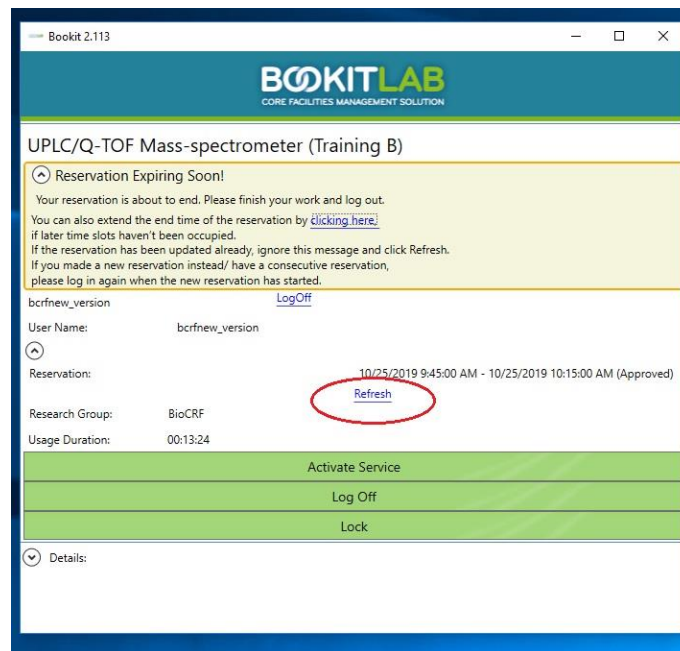 Bookit 2.113
BOOKITLAB
CORE FACILITIES MANAGEMENT SOLUTION
UPLC/Q-TOF Mass-spectrometer (Training B)
Reservation Expiring Soon!
Your reservation is about to end. Please finish your work and log out.
You can also extend the end time of the reservation by clicking here,
if later time slots haven't been occupied.
If the reservation has been updated already, ignore this message and click Refresh.
If you made a new reservation instead/ have a consecutive reservation,
please log in again when the new reservation has started.
bcrfnew_version LogOff
User Name: bcrfnew_version
Reservation: 10/25/2019 9:45:00 AM - 10/25/2019 10:15:00 AM (Approved)
Refresh
Research Group: BioCRF
Usage Duration: 00:13:24
Activate Service
Log Off
Lock
Details: